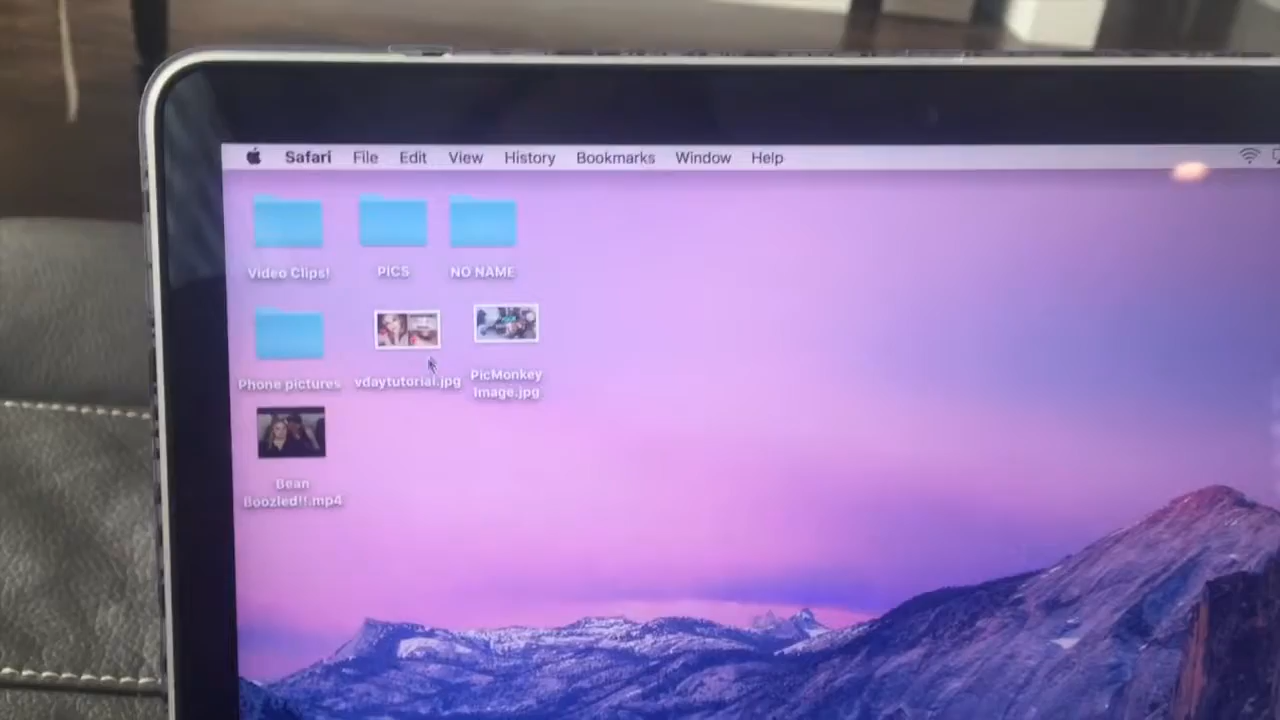 Safari File Edit View History Bookmarks Window Help
Video Clips! PICS NO NAME
Phone pictures vdaytutorial.jpg PicMonkey
Image.jpg
Bean
Boozled!!.mp4